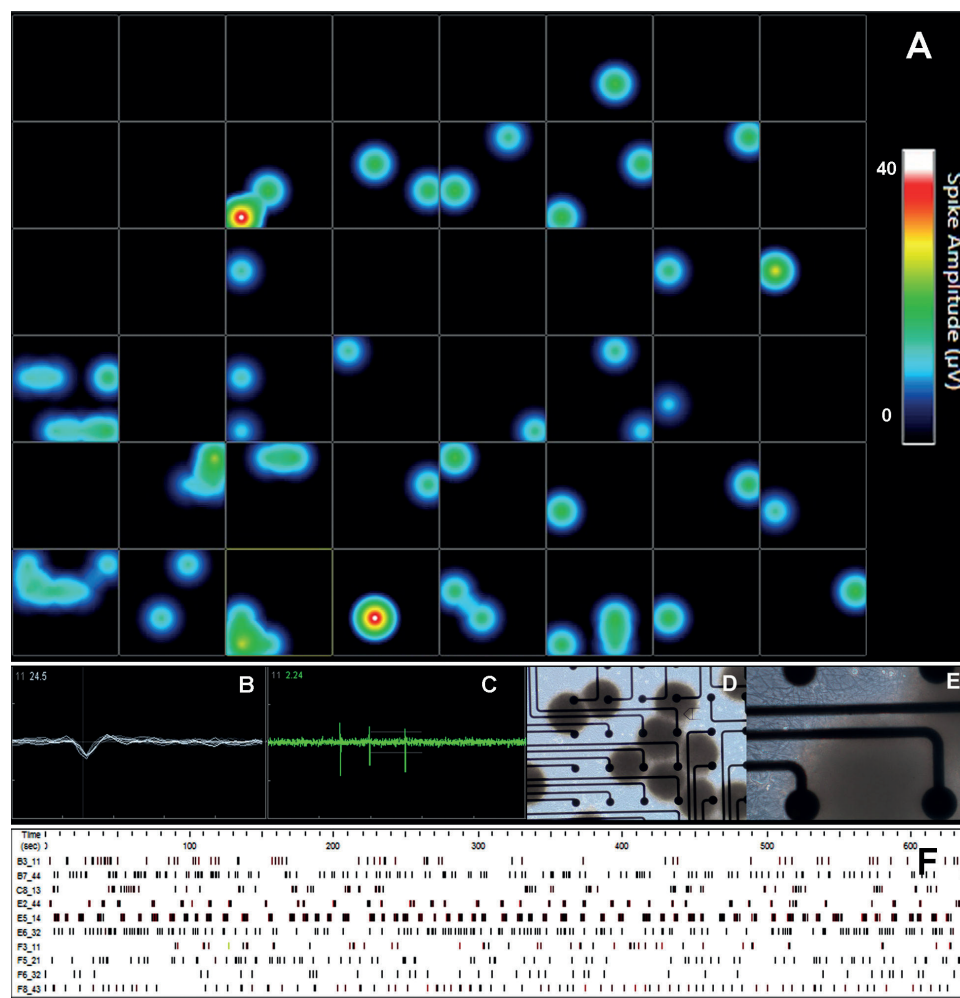 A
40
Spike Amplitude (μV)
0
11 24.5
B
11 2.24
C
D
E
Time
(sec)
100
200
300
400
500
600
F
B3_11
B7_44
C8_13
E2_44
E5_14
E6_32
F3_11
F5_21
F6_32
F8_43